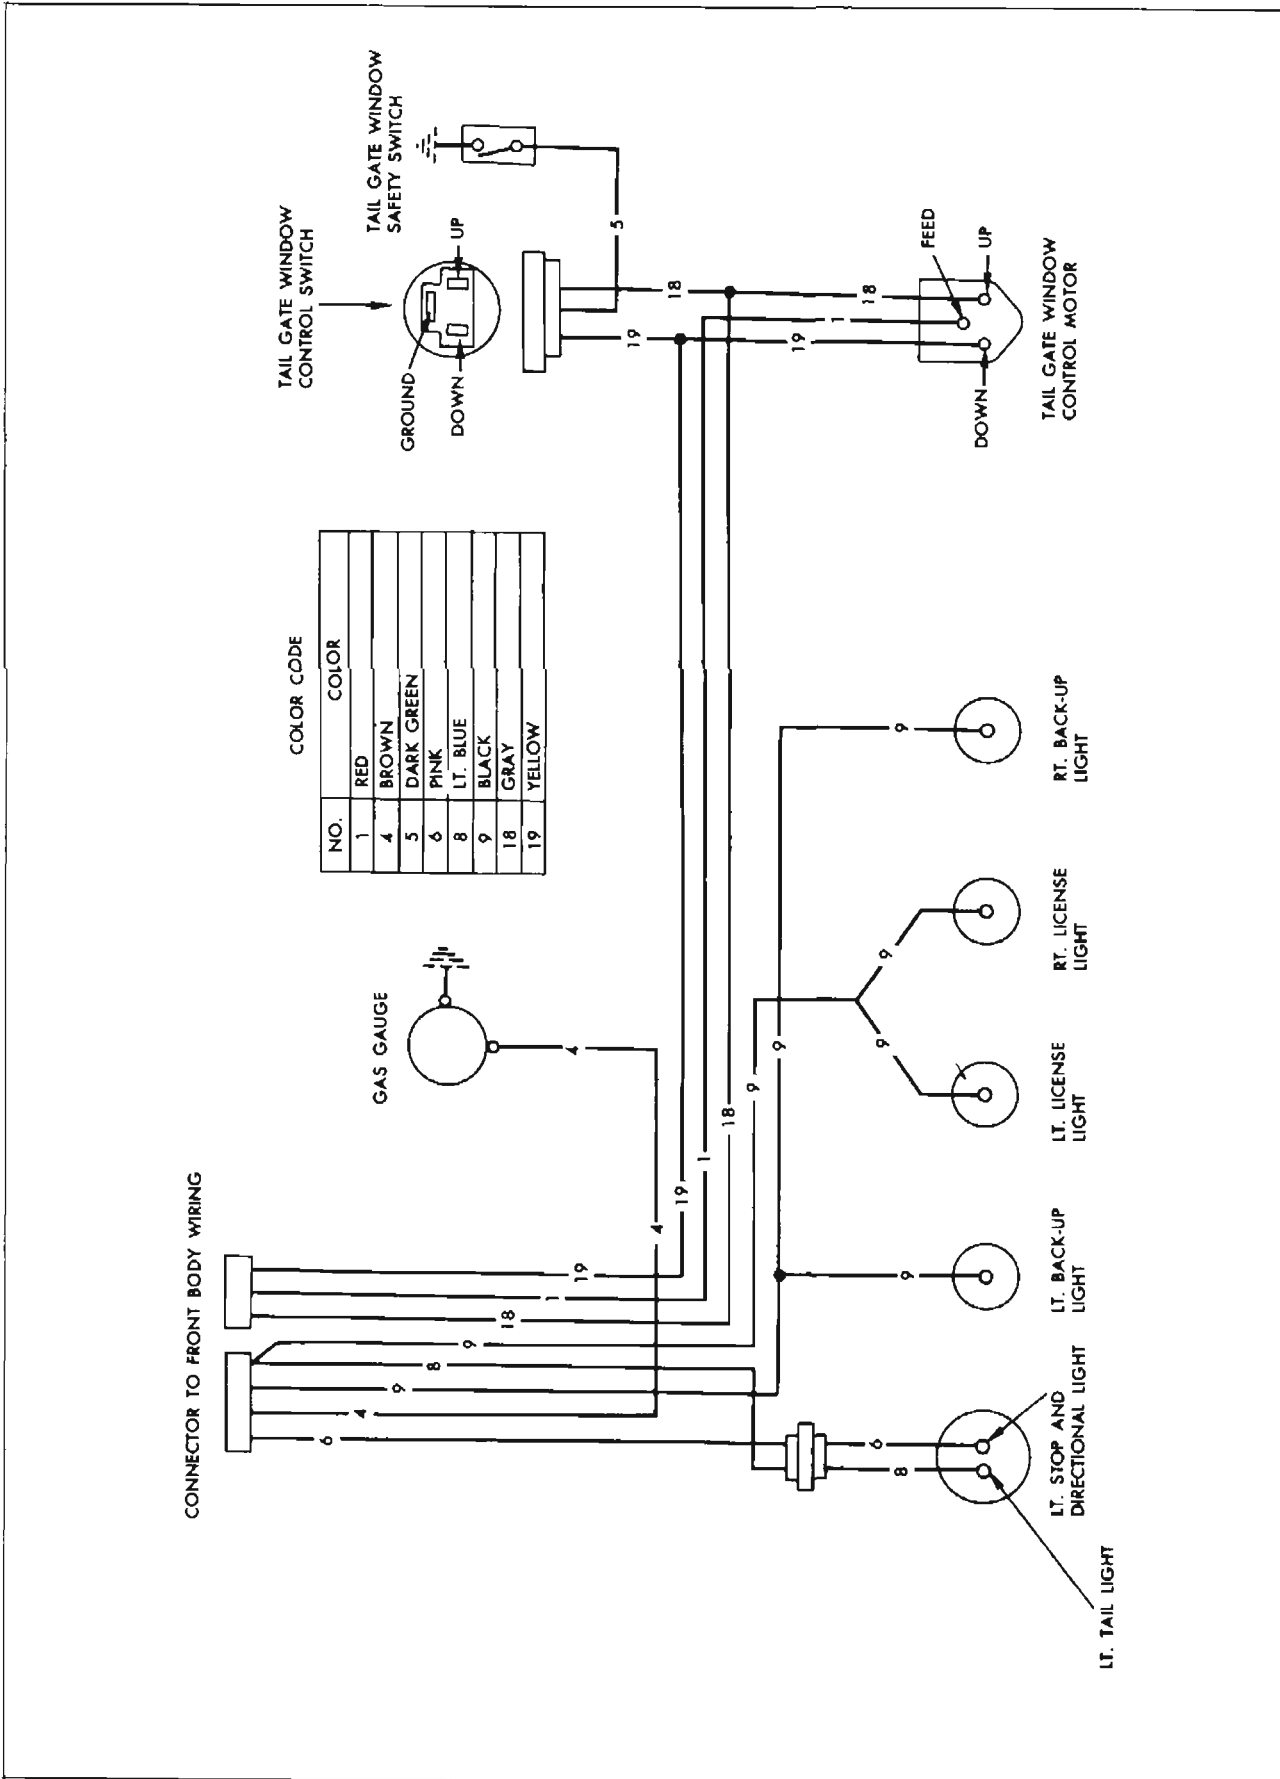 CONNECTOR TO FRONT BODY WIRING
6
4
9
8
9
18
1
19
GAS GAUGE
4
4
COLOR CODE
NO. COLOR
1 RED
4 BROWN
5 DARK GREEN
6 PINK
8 LT. BLUE
9 BLACK
18 GRAY
19 YELLOW
TAIL GATE WINDOW
CONTROL SWITCH
GROUND
DOWN
UP
TAIL GATE WINDOW
SAFETY SWITCH
5
19
18
19
1
18
9
9
19
1
18
DOWN
FEED
UP
TAIL GATE WINDOW
CONTROL MOTOR
8
6
9
9
9
9
LT. TAIL LIGHT
LT. STOP AND
DIRECTIONAL LIGHT
LT. BACK-UP
LIGHT
LT. LICENSE
LIGHT
RT. LICENSE
LIGHT
RT. BACK-UP
LIGHT